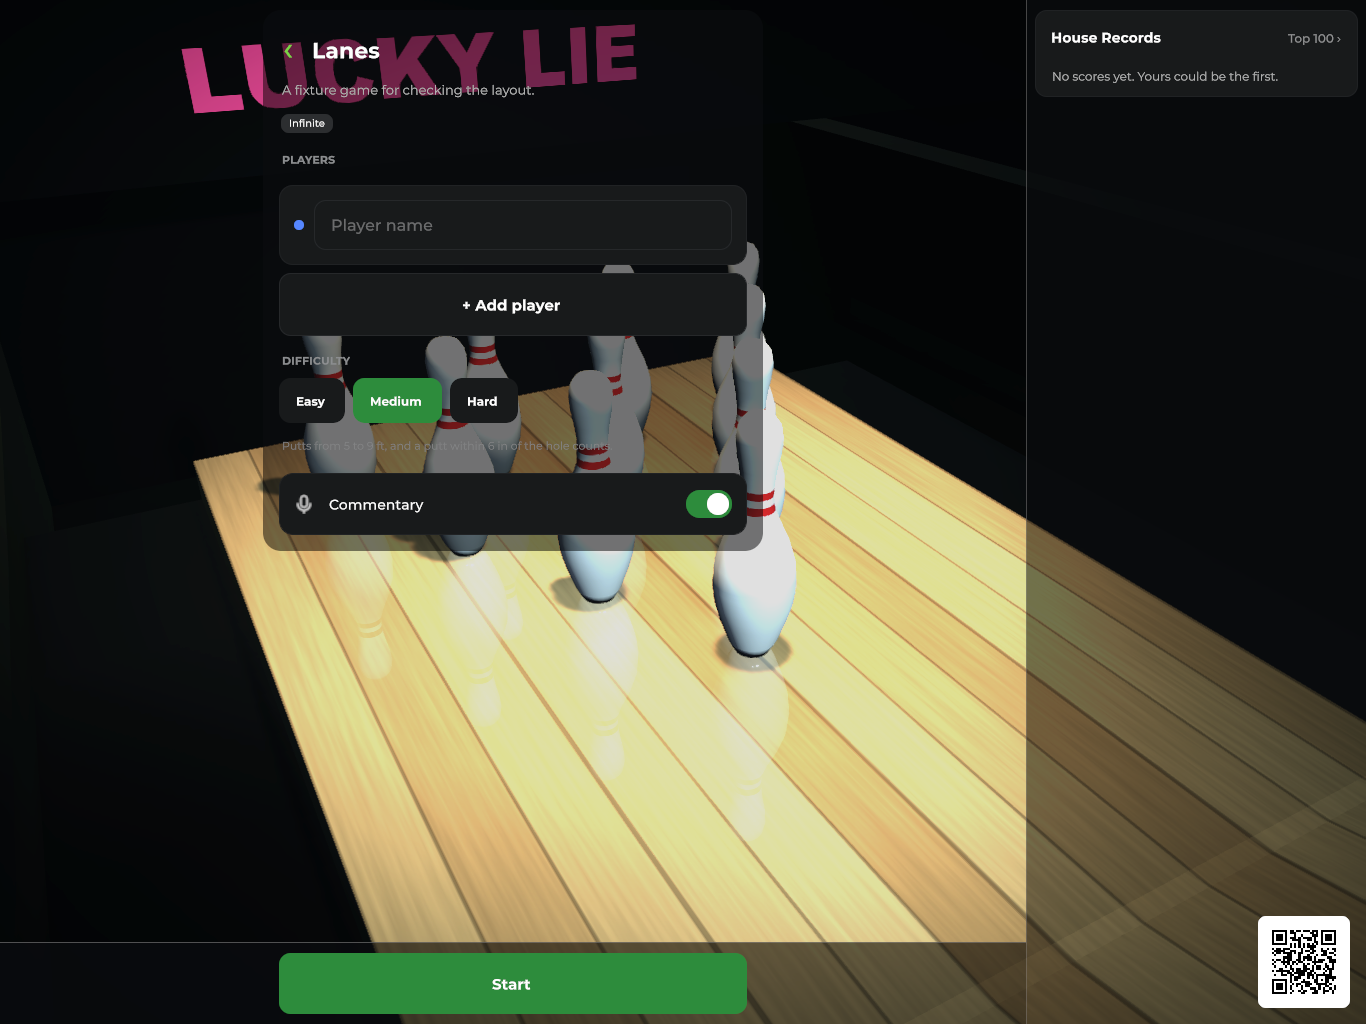 LUCKY LIE
Lanes
A fixture game for checking the layout.
Infinite
PLAYERS
Player name
+ Add player
DIFFICULTY
Easy
Medium
Hard
Putts from 5 to 9 ft, and a putt within 6 in of the hole counts.
Commentary
Start
House Records
Top 100 ›
No scores yet. Yours could be the first.